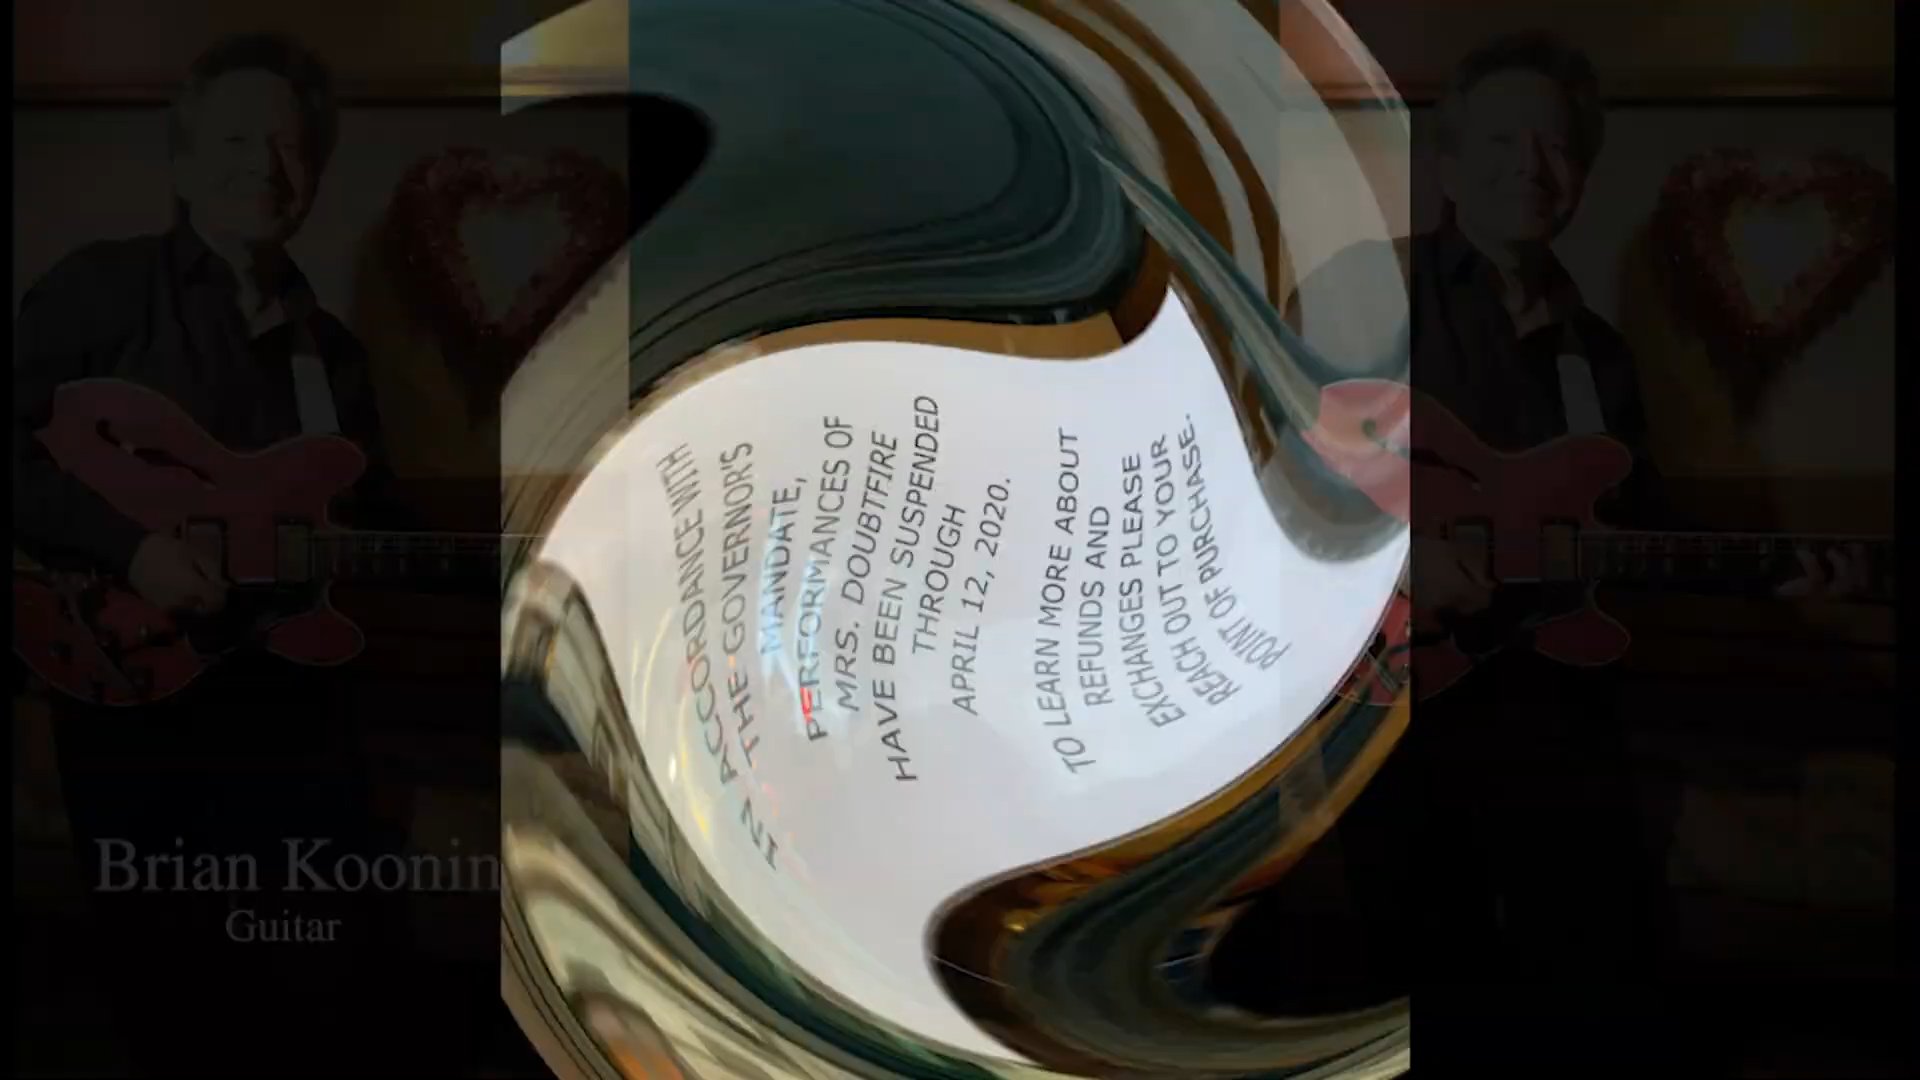 IN ACCORDANCE WITH
THE GOVERNOR'S
MANDATE,
PERFORMANCES OF
MRS. DOUBTFIRE
HAVE BEEN SUSPENDED
THROUGH
APRIL 12, 2020.
TO LEARN MORE ABOUT
REFUNDS AND
EXCHANGES PLEASE
REACH OUT TO YOUR
POINT OF PURCHASE.
Brian Koonin
Guitar